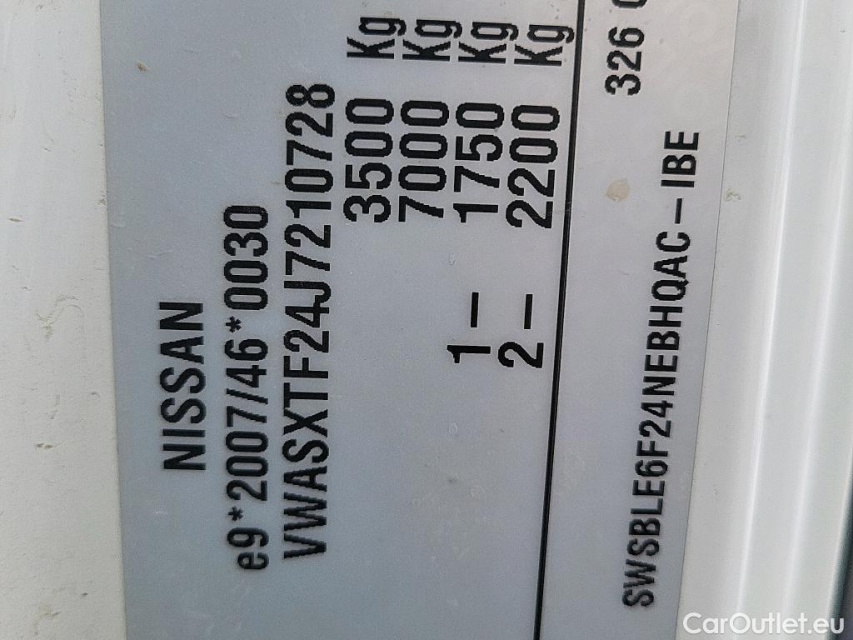 NISSAN
e9*2007/46*0030
VWASXTF24J7210728
3500 Kg
7000 Kg
1– 1750 Kg
2– 2200 Kg
SWSBLE6F24NEBHQAC–IBE
326
CarOutlet.eu